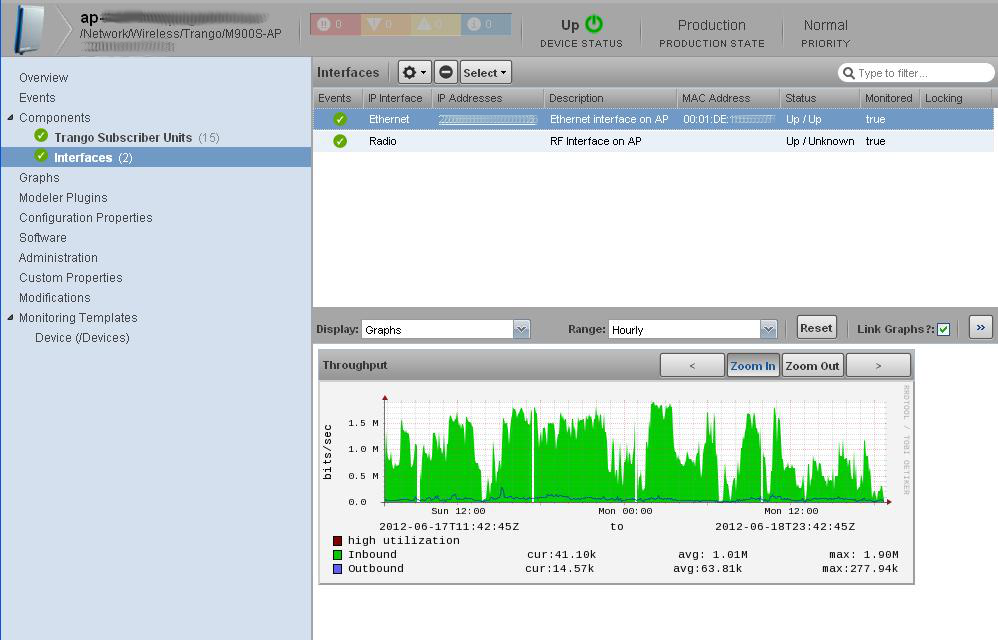 ap-
/Network/Wireless/Trango/M900S-AP
0 0 0 0
Up
DEVICE STATUS
Production
PRODUCTION STATE
Normal
PRIORITY
Overview
Events
Components
Trango Subscriber Units (15)
Interfaces (2)
Graphs
Modeler Plugins
Configuration Properties
Software
Administration
Custom Properties
Modifications
Monitoring Templates
Device (/Devices)
Interfaces Select Type to filter...
Events IP Interface IP Addresses Description MAC Address Status Monitored Locking
Ethernet Ethernet interface on AP 00:01:DE: Up / Up true
Radio RF Interface on AP Up / Unknown true
Display: Graphs Range: Hourly Reset Link Graphs?: »
Throughput < Zoom In Zoom Out >
RRDTOOL / TOBI OETIKER
bits/sec
1.5 M
1.0 M
0.5 M
0.0
Sun 12:00 Mon 00:00 Mon 12:00
2012-06-17T11:42:45Z to 2012-06-18T23:42:45Z
high utilization
Inbound cur:41.10k avg: 1.01M max: 1.90M
Outbound cur:14.57k avg:63.81k max:277.94k